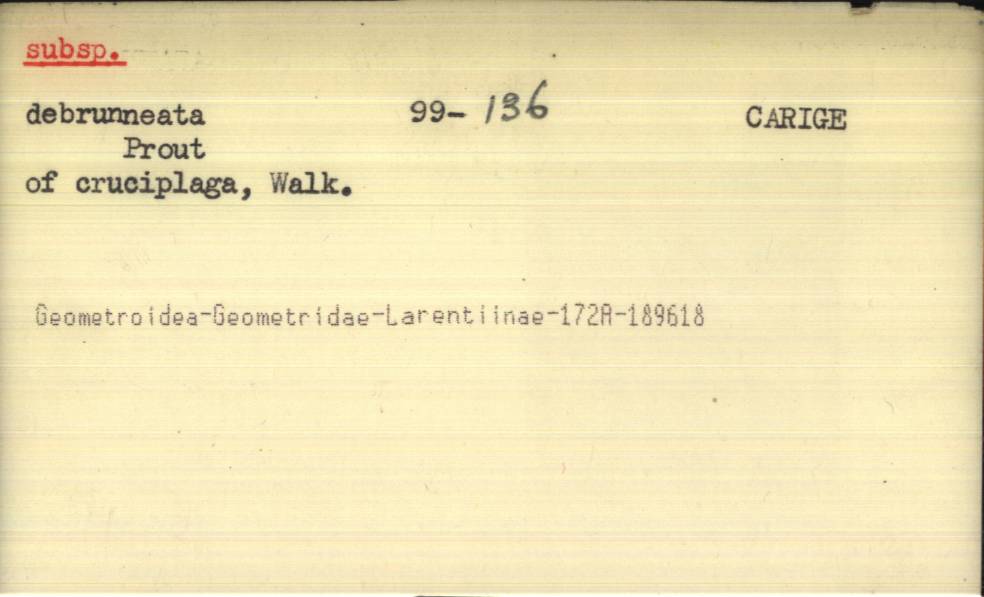 subsp.
debrunneata 99-136 CARIGE
Prout
of cruciplaga, Walk.
Geometroidea-Geometridae-Larentiinae-172A-189618